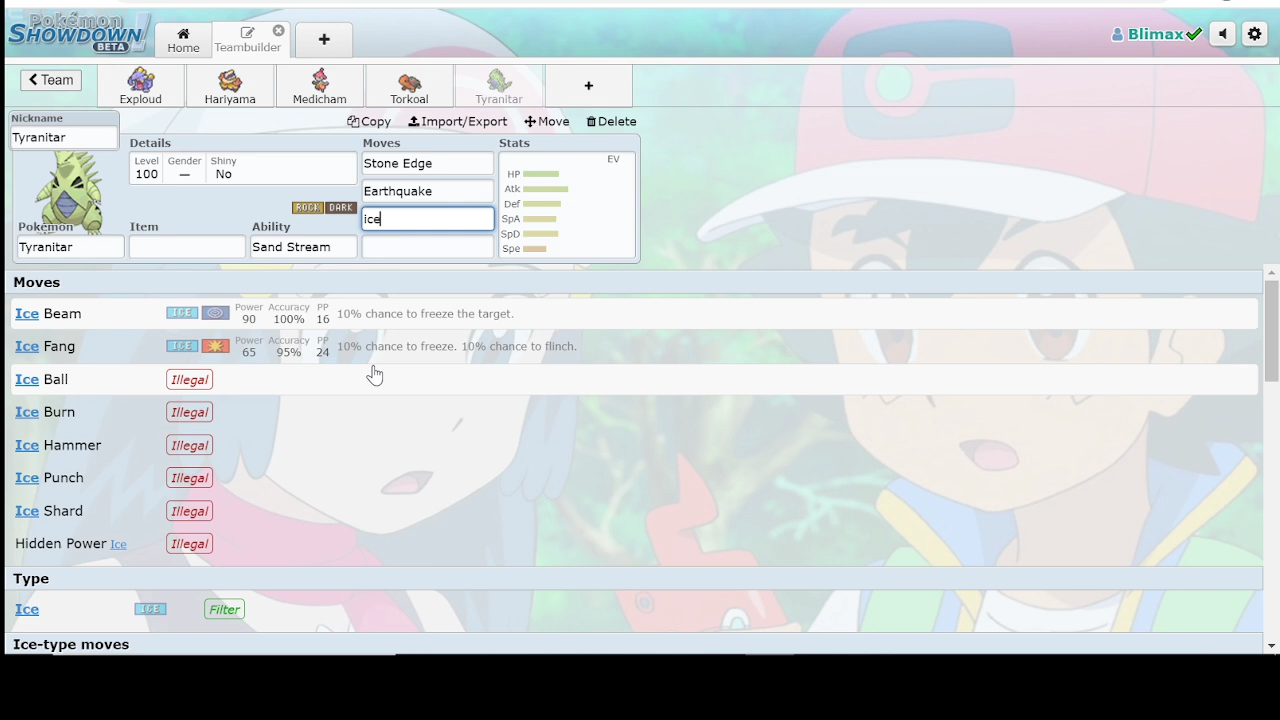 Pokémon
SHOWDOWN!
BETA
Home
Teambuilder
+
Blimax
Team
Exploud
Hariyama
Medicham
Torkoal
Tyranitar
+
Nickname
Tyranitar
Copy
Import/Export
Move
Delete
Details
Level
100
Gender
—
Shiny
No
ROCK DARK
Pokémon
Tyranitar
Item
Ability
Sand Stream
Moves
Stone Edge
Earthquake
ice
Stats
EV
HP
Atk
Def
SpA
SpD
Spe
Moves
Ice Beam ICE Power 90 Accuracy 100% PP 16 10% chance to freeze the target.
Ice Fang ICE Power 65 Accuracy 95% PP 24 10% chance to freeze. 10% chance to flinch.
Ice Ball Illegal
Ice Burn Illegal
Ice Hammer Illegal
Ice Punch Illegal
Ice Shard Illegal
Hidden Power Ice Illegal
Type
Ice ICE Filter
Ice-type moves